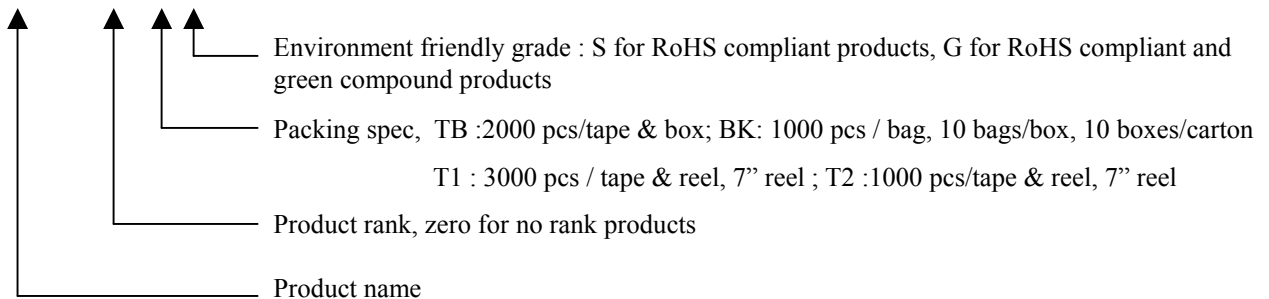 Environment friendly grade : S for RoHS compliant products, G for RoHS compliant and
green compound products
Packing spec, TB :2000 pcs/tape & box; BK: 1000 pcs / bag, 10 bags/box, 10 boxes/carton
T1 : 3000 pcs / tape & reel, 7” reel ; T2 :1000 pcs/tape & reel, 7” reel
Product rank, zero for no rank products
Product name